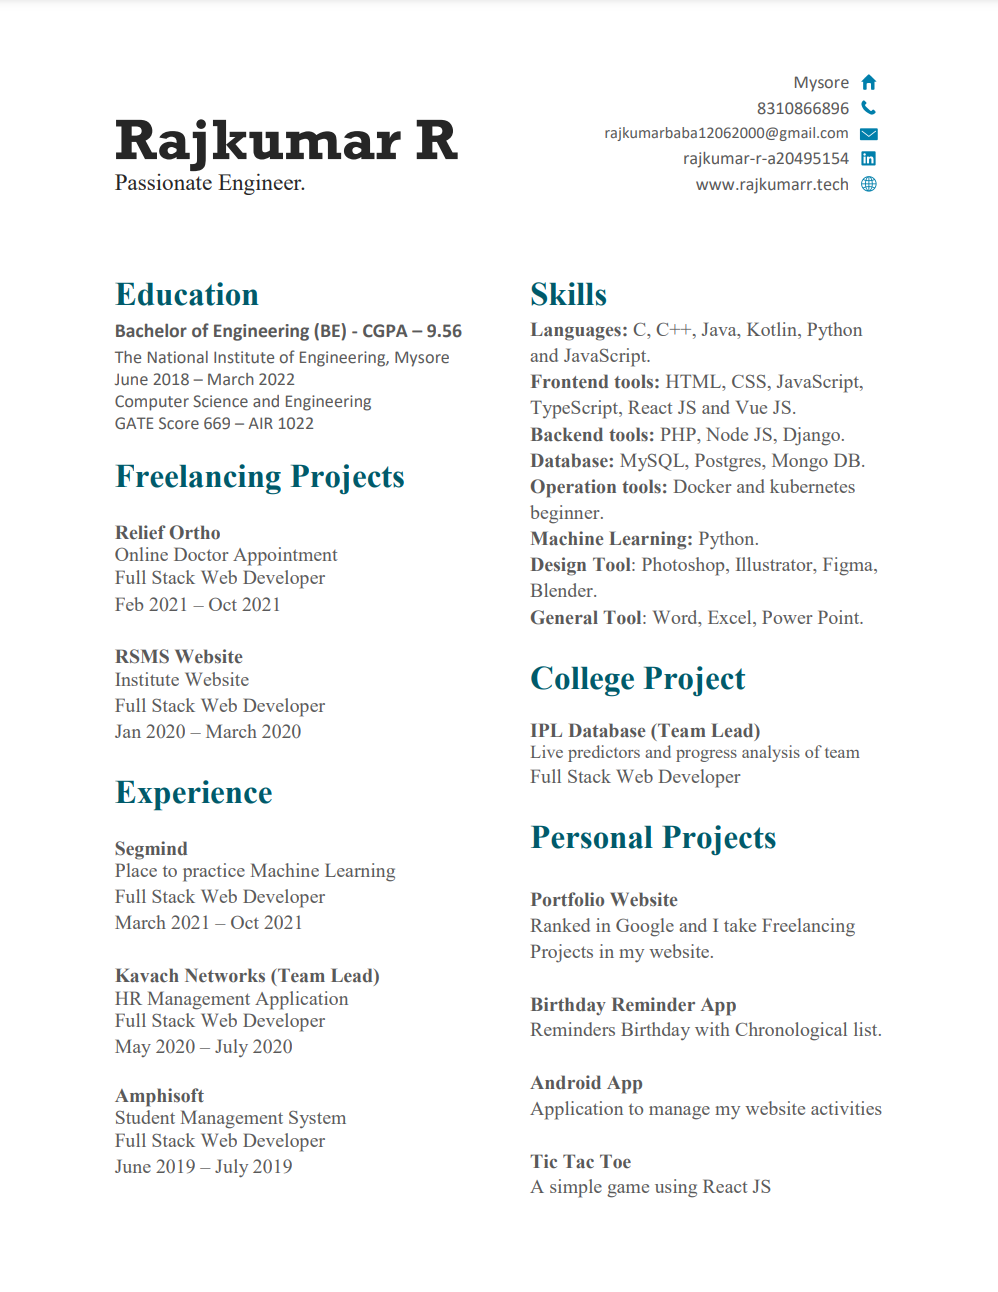 Rajkumar R
Passionate Engineer.
Mysore
8310866896
rajkumarbaba12062000@gmail.com
rajkumar-r-a20495154
www.rajkumarr.tech
Education
Bachelor of Engineering (BE) - CGPA – 9.56
The National Institute of Engineering, Mysore
June 2018 – March 2022
Computer Science and Engineering
GATE Score 669 – AIR 1022
Freelancing Projects
Relief Ortho
Online Doctor Appointment
Full Stack Web Developer
Feb 2021 – Oct 2021
RSMS Website
Institute Website
Full Stack Web Developer
Jan 2020 – March 2020
Experience
Segmind
Place to practice Machine Learning
Full Stack Web Developer
March 2021 – Oct 2021
Kavach Networks (Team Lead)
HR Management Application
Full Stack Web Developer
May 2020 – July 2020
Amphisoft
Student Management System
Full Stack Web Developer
June 2019 – July 2019
Skills
Languages: C, C++, Java, Kotlin, Python
and JavaScript.
Frontend tools: HTML, CSS, JavaScript,
TypeScript, React JS and Vue JS.
Backend tools: PHP, Node JS, Django.
Database: MySQL, Postgres, Mongo DB.
Operation tools: Docker and kubernetes
beginner.
Machine Learning: Python.
Design Tool: Photoshop, Illustrator, Figma,
Blender.
General Tool: Word, Excel, Power Point.
College Project
IPL Database (Team Lead)
Live predictors and progress analysis of team
Full Stack Web Developer
Personal Projects
Portfolio Website
Ranked in Google and I take Freelancing
Projects in my website.
Birthday Reminder App
Reminders Birthday with Chronological list.
Android App
Application to manage my website activities
Tic Tac Toe
A simple game using React JS